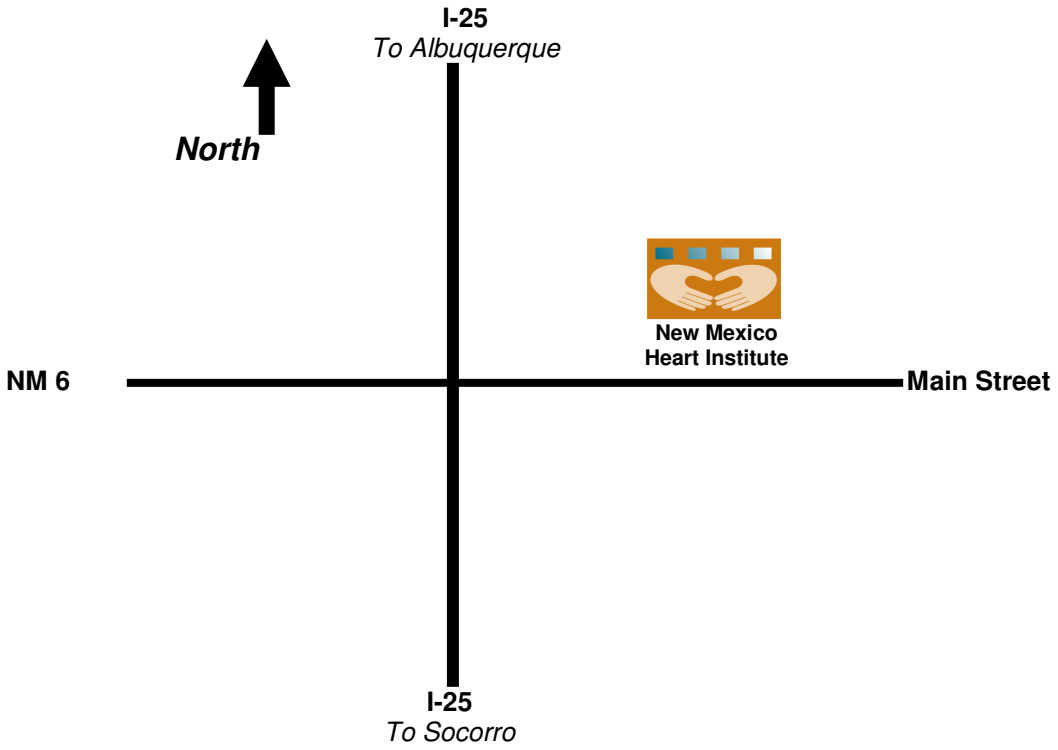 I-25
To Albuquerque
North
New Mexico
Heart Institute
NM 6
Main Street
I-25
To Socorro